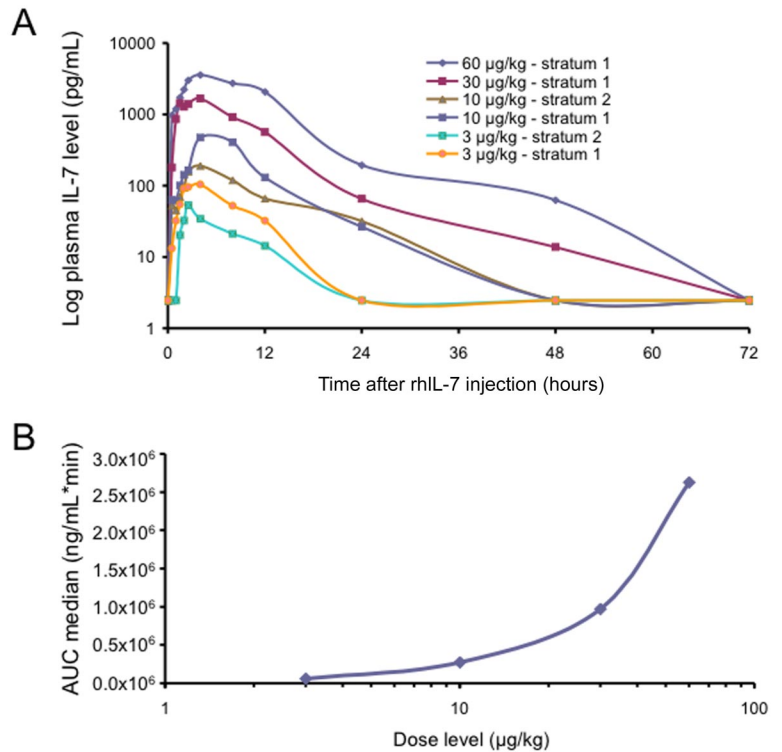 A
Log plasma IL-7 level (pg/mL)
10000
1000
100
10
1
60 µg/kg - stratum 1
30 µg/kg - stratum 1
10 µg/kg - stratum 2
10 µg/kg - stratum 1
3 µg/kg - stratum 2
3 µg/kg - stratum 1
0 12 24 36 48 60 72
Time after rhIL-7 injection (hours)
B
AUC median (ng/mL*min)
3.0x10⁶
2.5x10⁶
2.0x10⁶
1.5x10⁶
1.0x10⁶
0.5x10⁶
0.0x10⁶
1 10 100
Dose level (µg/kg)